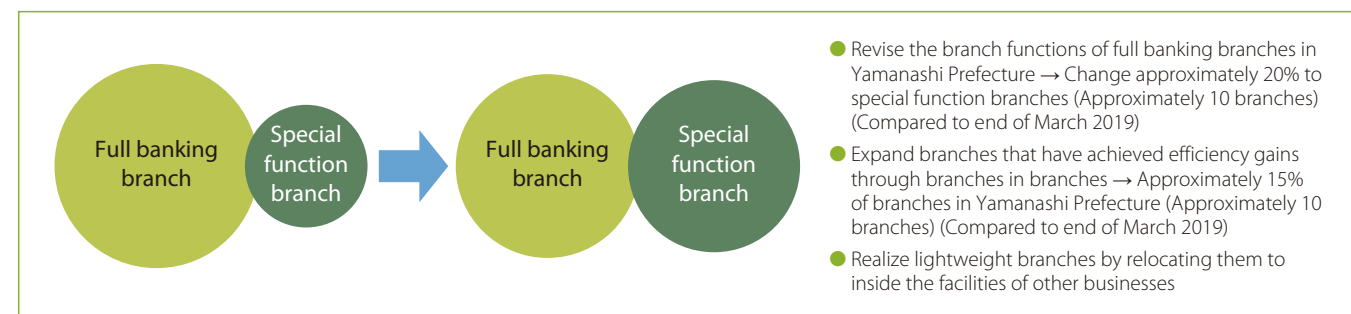 Full banking
branch
Special
function
branch
Full banking
branch
Special
function
branch
● Revise the branch functions of full banking branches in
Yamanashi Prefecture → Change approximately 20% to
special function branches (Approximately 10 branches)
(Compared to end of March 2019)
● Expand branches that have achieved efficiency gains
through branches in branches → Approximately 15%
of branches in Yamanashi Prefecture (Approximately 10
branches) (Compared to end of March 2019)
● Realize lightweight branches by relocating them to
inside the facilities of other businesses